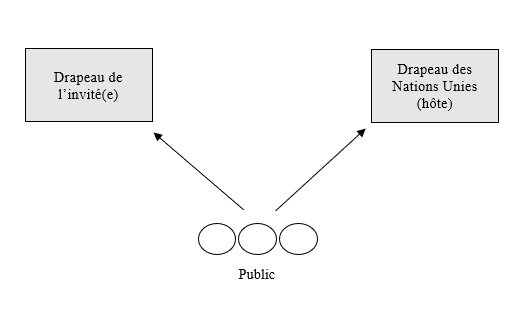 Drapeau de
l’invité(e)
Drapeau des
Nations Unies
(hôte)
Public